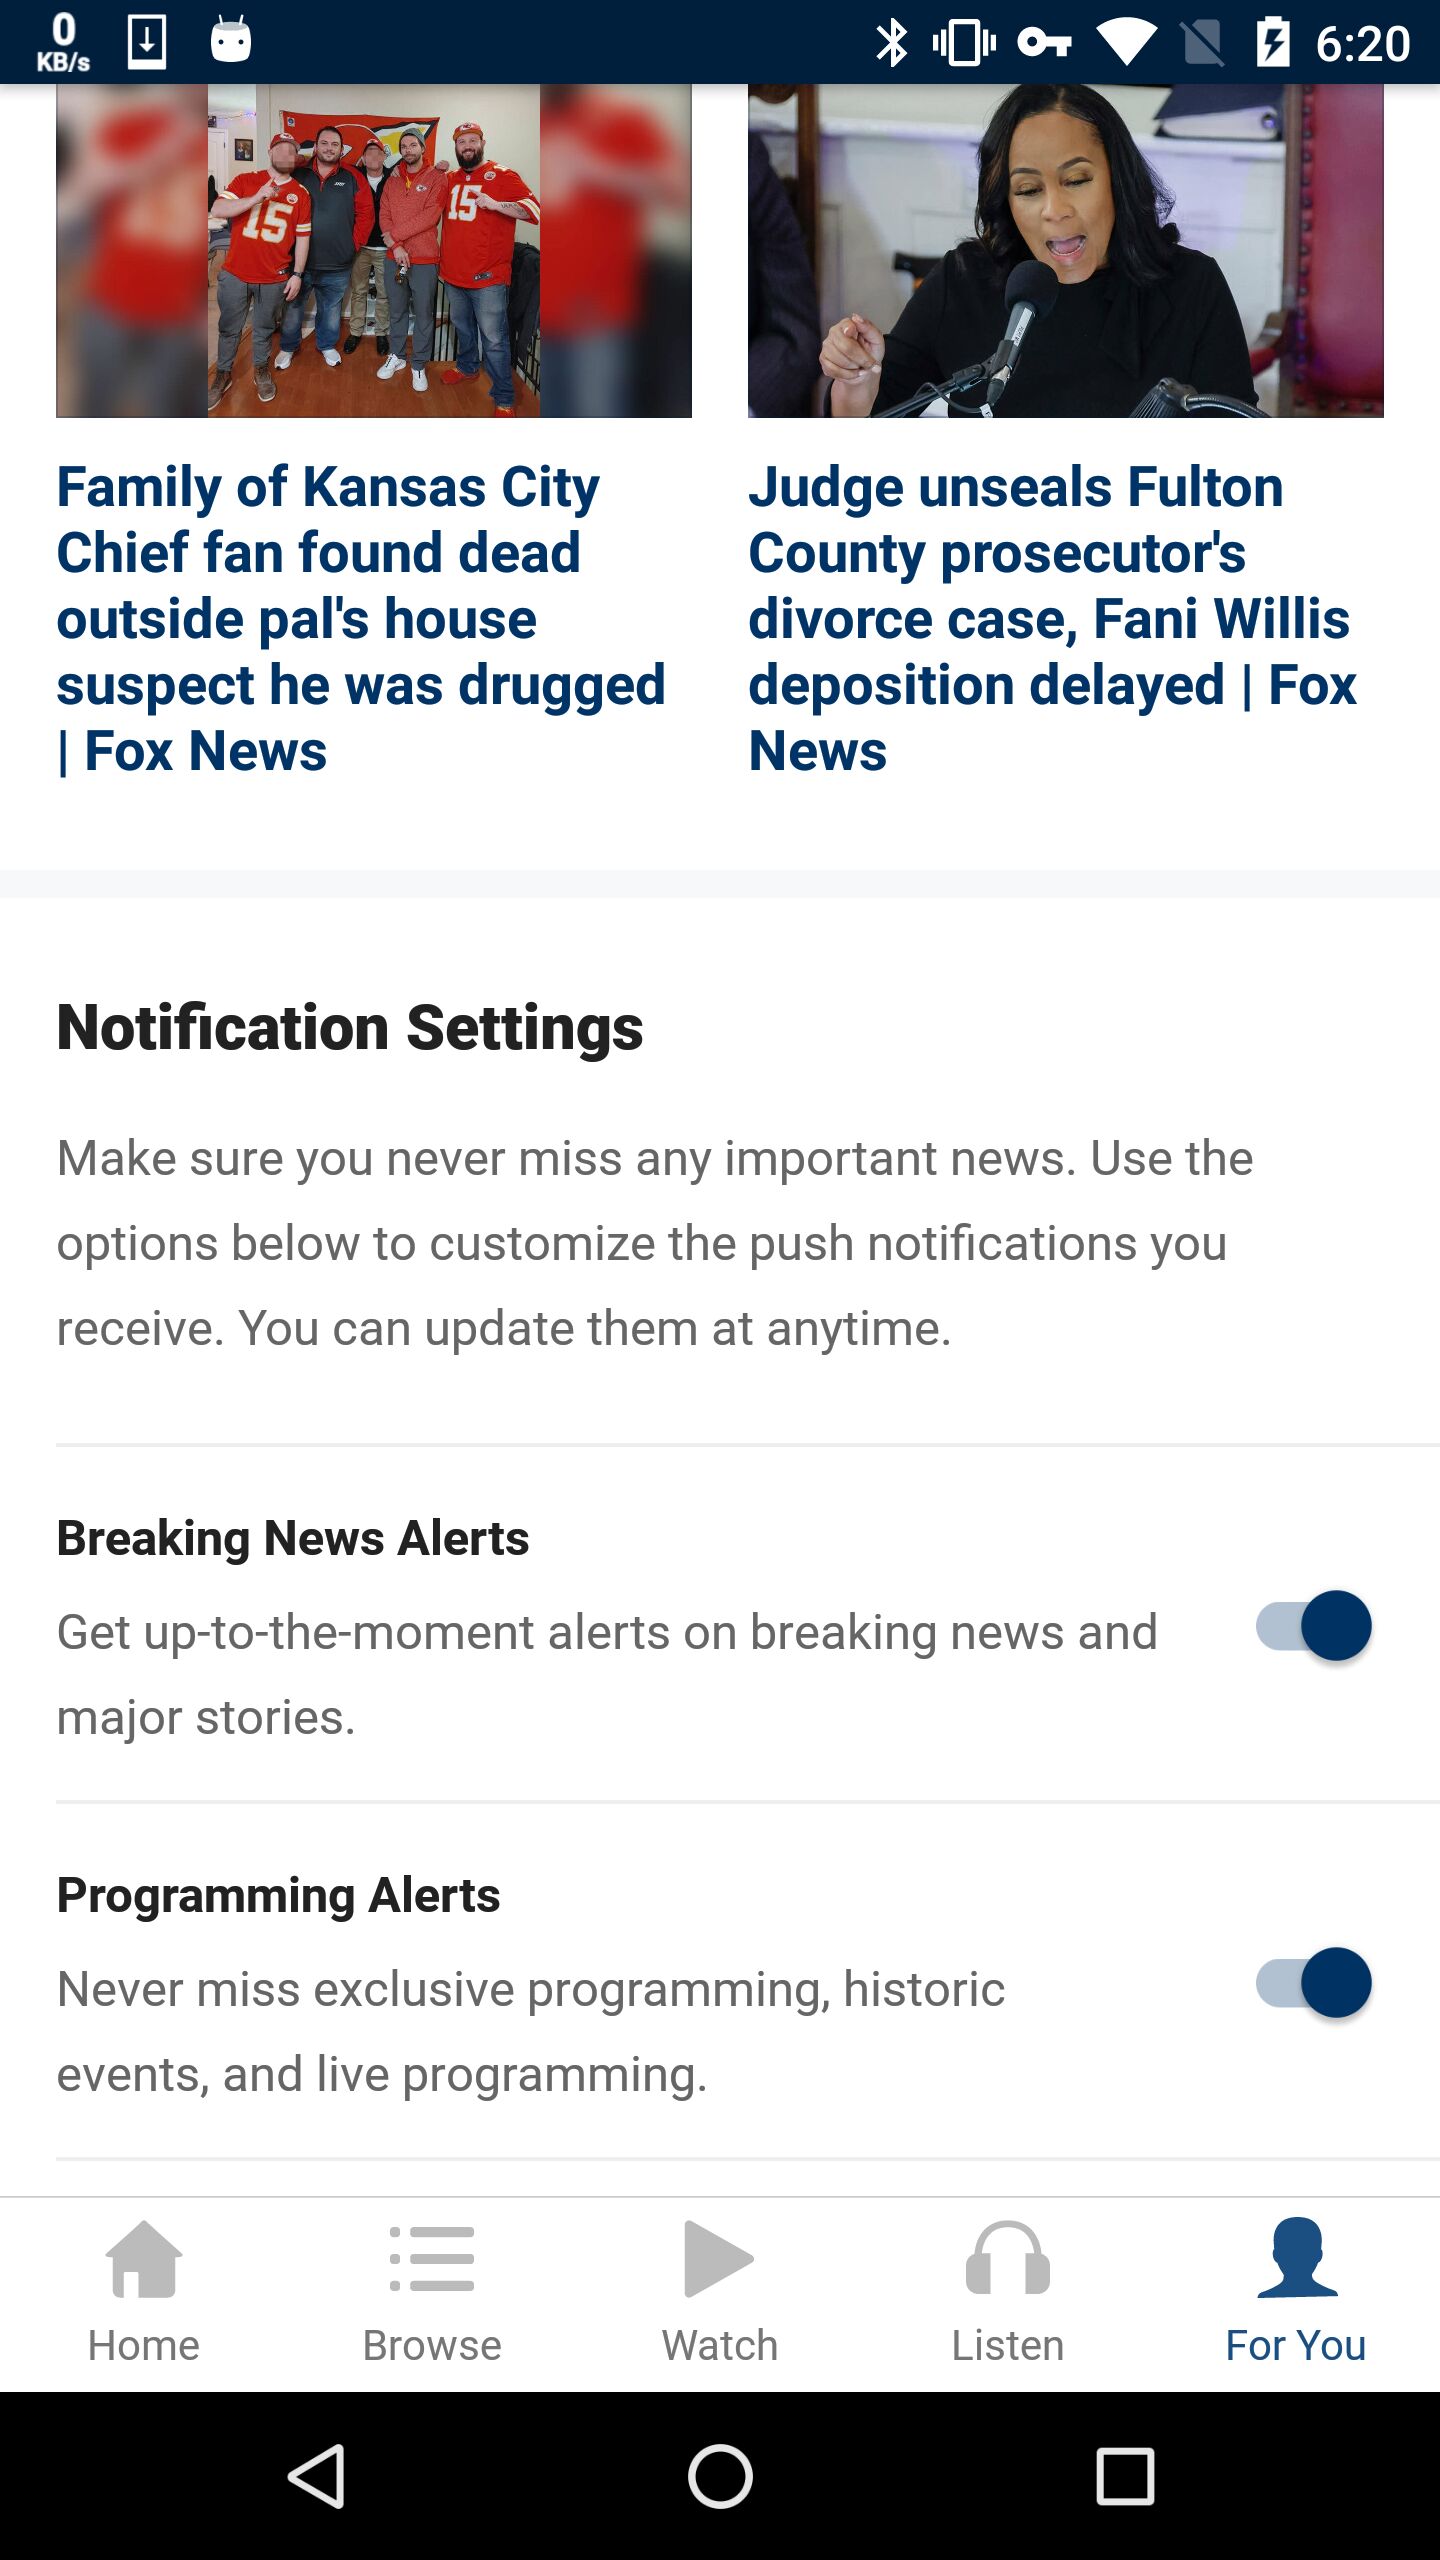 0
KB/s
6:20
15
15
Family of Kansas City
Chief fan found dead
outside pal's house
suspect he was drugged
| Fox News
Judge unseals Fulton
County prosecutor's
divorce case, Fani Willis
deposition delayed | Fox
News
Notification Settings
Make sure you never miss any important news. Use the
options below to customize the push notifications you
receive. You can update them at anytime.
Breaking News Alerts
Get up-to-the-moment alerts on breaking news and
major stories.
Programming Alerts
Never miss exclusive programming, historic
events, and live programming.
Home
Browse
Watch
Listen
For You